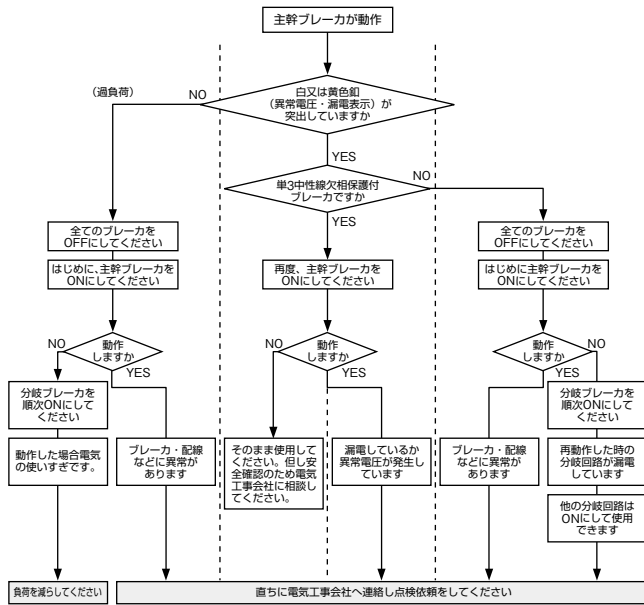 主幹ブレーカが動作
白又は黄色釦
（異常電圧・漏電表示）が
突出していますか
（過負荷）
NO
YES
単3中性線欠相保護付
ブレーカですか
NO
YES
全てのブレーカを
OFFにしてください
はじめに、主幹ブレーカを
ONにしてください
動作
しますか
NO
YES
分岐ブレーカを
順次ONにして
ください
動作した場合電気
の使いすぎです。
ブレーカ・配線
などに異常が
あります
再度、主幹ブレーカを
ONにしてください
動作
しますか
NO
YES
そのまま使用して
ください。但し安
全確認のため電気
工事会社に相談し
てください。
漏電しているか
異常電圧が発生し
ています
全てのブレーカを
OFFにしてください
はじめに主幹ブレーカを
ONにしてください
動作
しますか
NO
YES
ブレーカ・配線
などに異常が
あります
分岐ブレーカを
順次ONにして
ください
再動作した時の
分岐回路が漏電
しています
他の分岐回路は
ONにして使用
できます
負荷を減らしてください
直ちに電気工事会社へ連絡し点検依頼をしてください